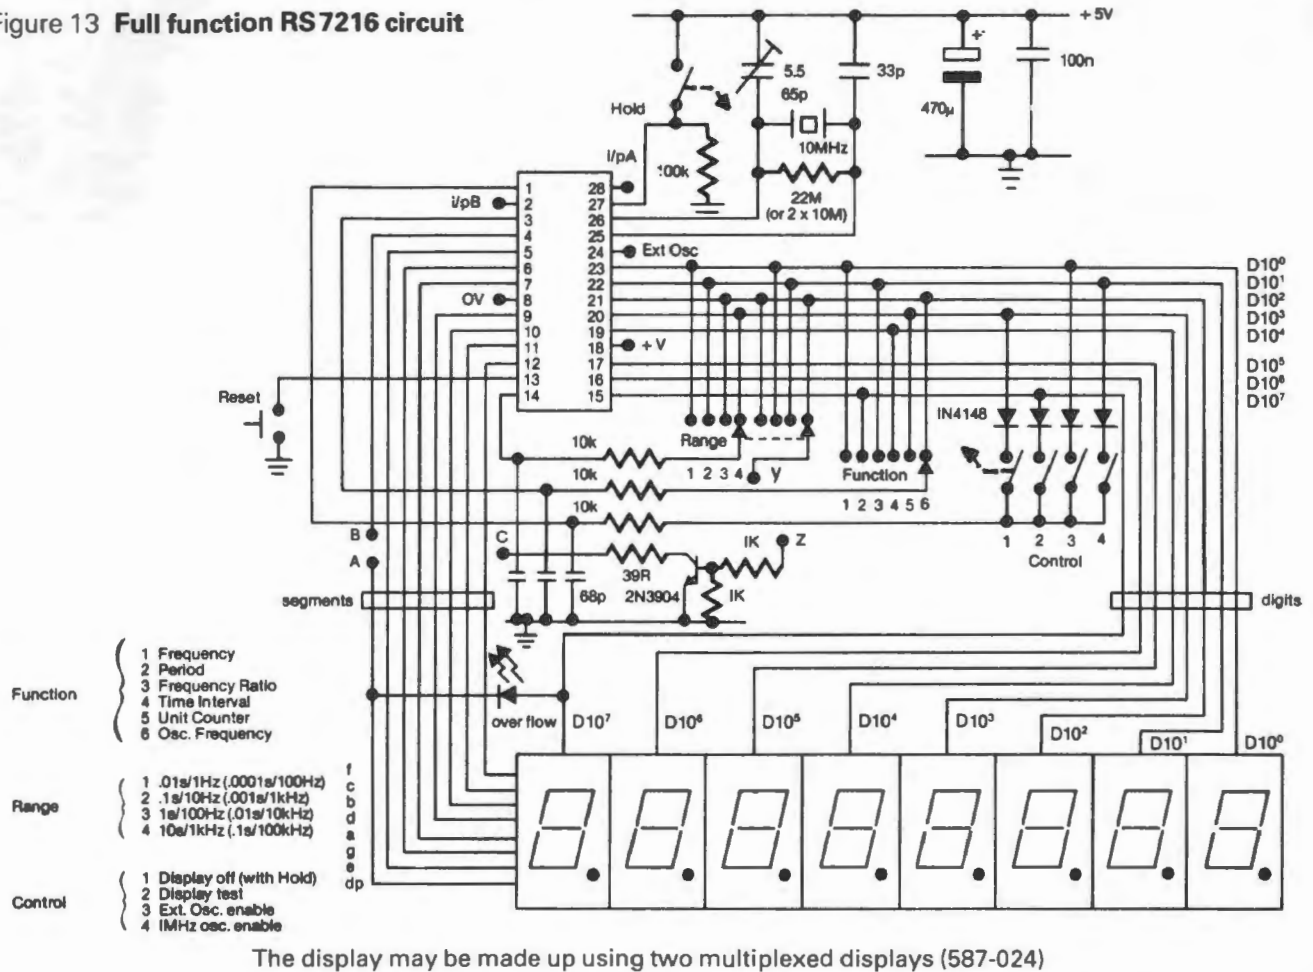 Figure 13 Full function RS7216 circuit
+ 5V
Hold
5.5
65p
33p
470μ
100n
10MHz
I/pA
100k
22M
(or 2 x 10M)
i/pB
1 28
2 27
3 26
4 25
5 24 Ext Osc
6 23
7 22
OV 8 21
9 20
10 19
11 18 + V
12 17
13 16
14 15
D10⁰
D10¹
D10²
D10³
D10⁴
D10⁵
D10⁶
D10⁷
Reset
10k
10k
10k
Range
1 2 3 4
y
Function
1 2 3 4 5 6
IN4148
1 2 3 4
Control
B
A
C
39R
2N3904
IK
Z
IK
68p
segments
digits
Function
1 Frequency
2 Period
3 Frequency Ratio
4 Time Interval
5 Unit Counter
6 Osc. Frequency
over flow
D10⁷ D10⁶ D10⁵ D10⁴ D10³ D10² D10¹ D10⁰
Range
1 .01s/1Hz (.0001s/100Hz)
2 .1s/10Hz (.001s/1kHz)
3 1s/100Hz (.01s/10kHz)
4 10s/1kHz (.1s/100kHz)
f
c
b
d
a
g
e
dp
Control
1 Display off (with Hold)
2 Display test
3 Ext. Osc. enable
4 IMHz osc. enable
The display may be made up using two multiplexed displays (587-024)